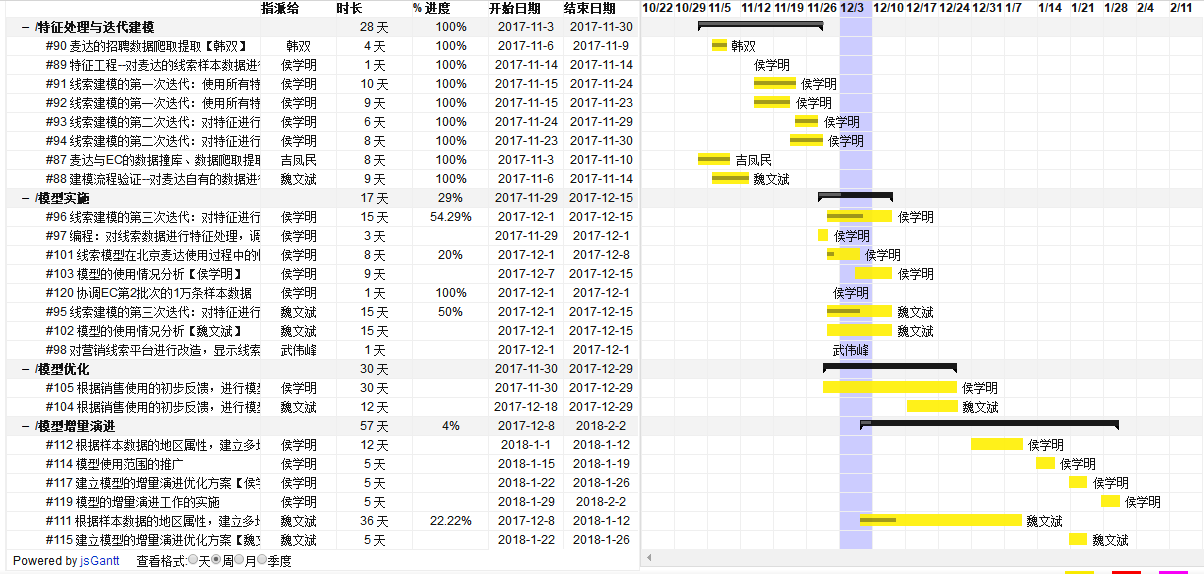 指派给 时长 % 进度 开始日期 结束日期 10/22 10/29 11/5 11/12 11/19 11/26 12/3 12/10 12/17 12/24 12/31 1/7 1/14 1/21 1/28 2/4 2/11
– /特征处理与迭代建模 28 天 100% 2017-11-3 2017-11-30
#90 麦达的招聘数据爬取提取【韩双】 韩双 4 天 100% 2017-11-6 2017-11-9 韩双
#89 特征工程--对麦达的线索样本数据进行 侯学明 1 天 100% 2017-11-14 2017-11-14 侯学明
#91 线索建模的第一次迭代：使用所有特 侯学明 10 天 100% 2017-11-15 2017-11-24 侯学明
#92 线索建模的第一次迭代：使用所有特 侯学明 9 天 100% 2017-11-15 2017-11-23 侯学明
#93 线索建模的第二次迭代：对特征进行 侯学明 6 天 100% 2017-11-24 2017-11-29 侯学明
#94 线索建模的第二次迭代：对特征进行 侯学明 8 天 100% 2017-11-23 2017-11-30 侯学明
#87 麦达与EC的数据撞库、数据爬取提取 吉凤民 8 天 100% 2017-11-3 2017-11-10 吉凤民
#88 建模流程验证--对麦达自有的数据进行 魏文斌 9 天 100% 2017-11-6 2017-11-14 魏文斌
– /模型实施 17 天 29% 2017-11-29 2017-12-15
#96 线索建模的第三次迭代：对特征进行 侯学明 15 天 54.29% 2017-12-1 2017-12-15 侯学明
#97 编程：对线索数据进行特征处理，调 侯学明 3 天 2017-11-29 2017-12-1 侯学明
#101 线索模型在北京麦达使用过程中的 侯学明 8 天 20% 2017-12-1 2017-12-8 侯学明
#103 模型的使用情况分析【侯学明】 侯学明 9 天 2017-12-7 2017-12-15 侯学明
#120 协调EC第2批次的1万条样本数据 侯学明 1 天 100% 2017-12-1 2017-12-1 侯学明
#95 线索建模的第三次迭代：对特征进行 魏文斌 15 天 50% 2017-12-1 2017-12-15 魏文斌
#102 模型的使用情况分析【魏文斌】 魏文斌 15 天 2017-12-1 2017-12-15 魏文斌
#98 对营销线索平台进行改造，显示线索 武伟峰 1 天 2017-12-1 2017-12-1 武伟峰
– /模型优化 30 天 2017-11-30 2017-12-29
#105 根据销售使用的初步反馈，进行模型 侯学明 30 天 2017-11-30 2017-12-29 侯学明
#104 根据销售使用的初步反馈，进行模型 魏文斌 12 天 2017-12-18 2017-12-29 魏文斌
– /模型增量演进 57 天 4% 2017-12-8 2018-2-2
#112 根据样本数据的地区属性，建立多 侯学明 12 天 2018-1-1 2018-1-12 侯学明
#114 模型使用范围的推广 侯学明 5 天 2018-1-15 2018-1-19 侯学明
#117 建立模型的增量演进优化方案【侯学 侯学明 5 天 2018-1-22 2018-1-26 侯学明
#119 模型的增量演进工作的实施 侯学明 5 天 2018-1-29 2018-2-2 侯学明
#111 根据样本数据的地区属性，建立多 魏文斌 36 天 22.22% 2017-12-8 2018-1-12 魏文斌
#115 建立模型的增量演进优化方案【魏文 魏文斌 5 天 2018-1-22 2018-1-26 魏文斌
Powered by jsGantt 查看格式: 天 周 月 季度